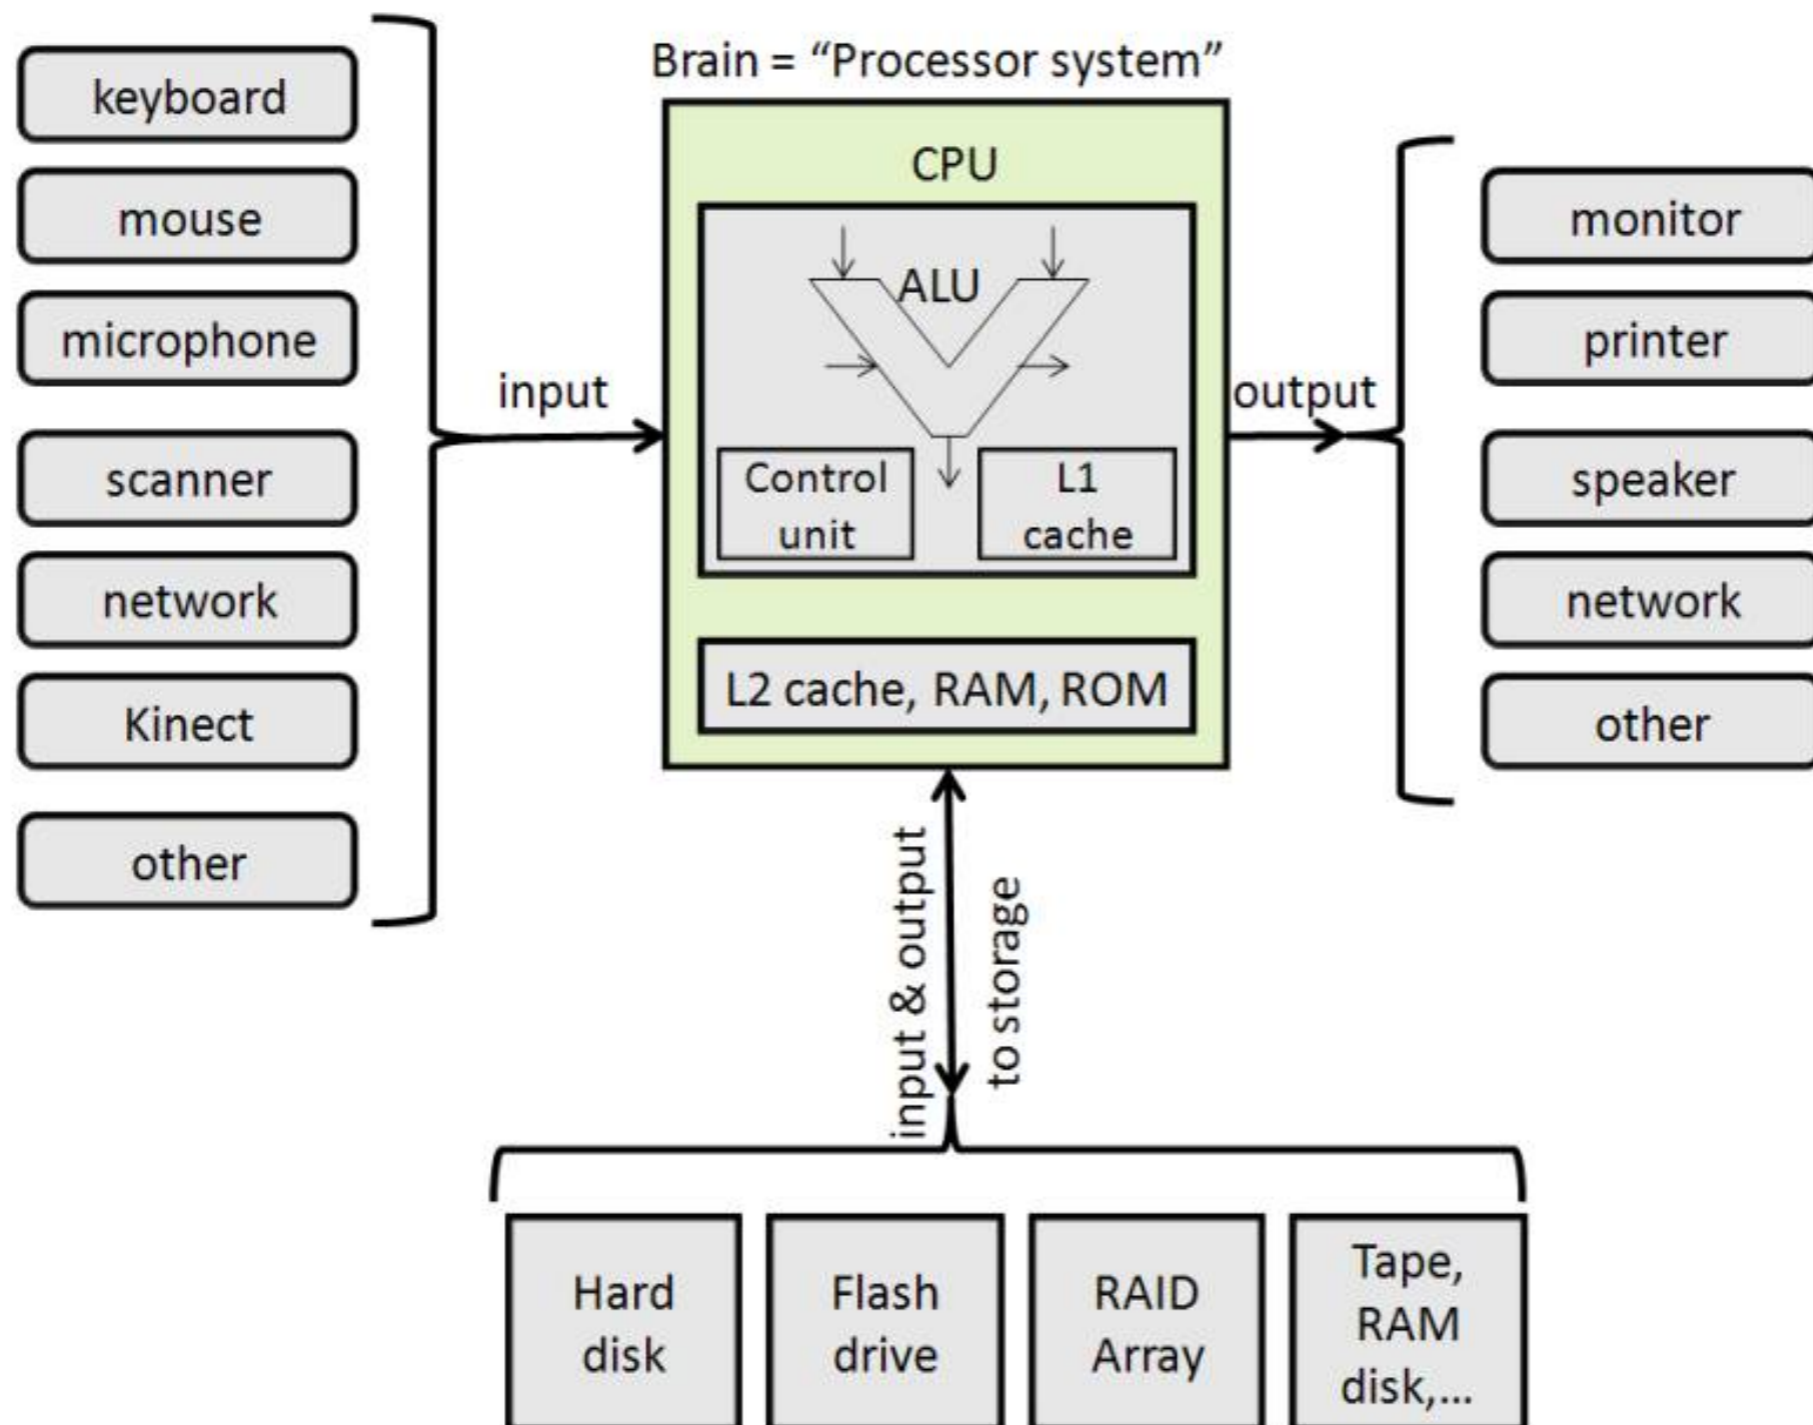 keyboard
mouse
microphone
scanner
network
Kinect
other
input
Brain = “Processor system”
CPU
ALU
Control
unit
L1
cache
L2 cache, RAM, ROM
output
monitor
printer
speaker
network
other
input & output
to storage
Hard
disk
Flash
drive
RAID
Array
Tape,
RAM
disk,...